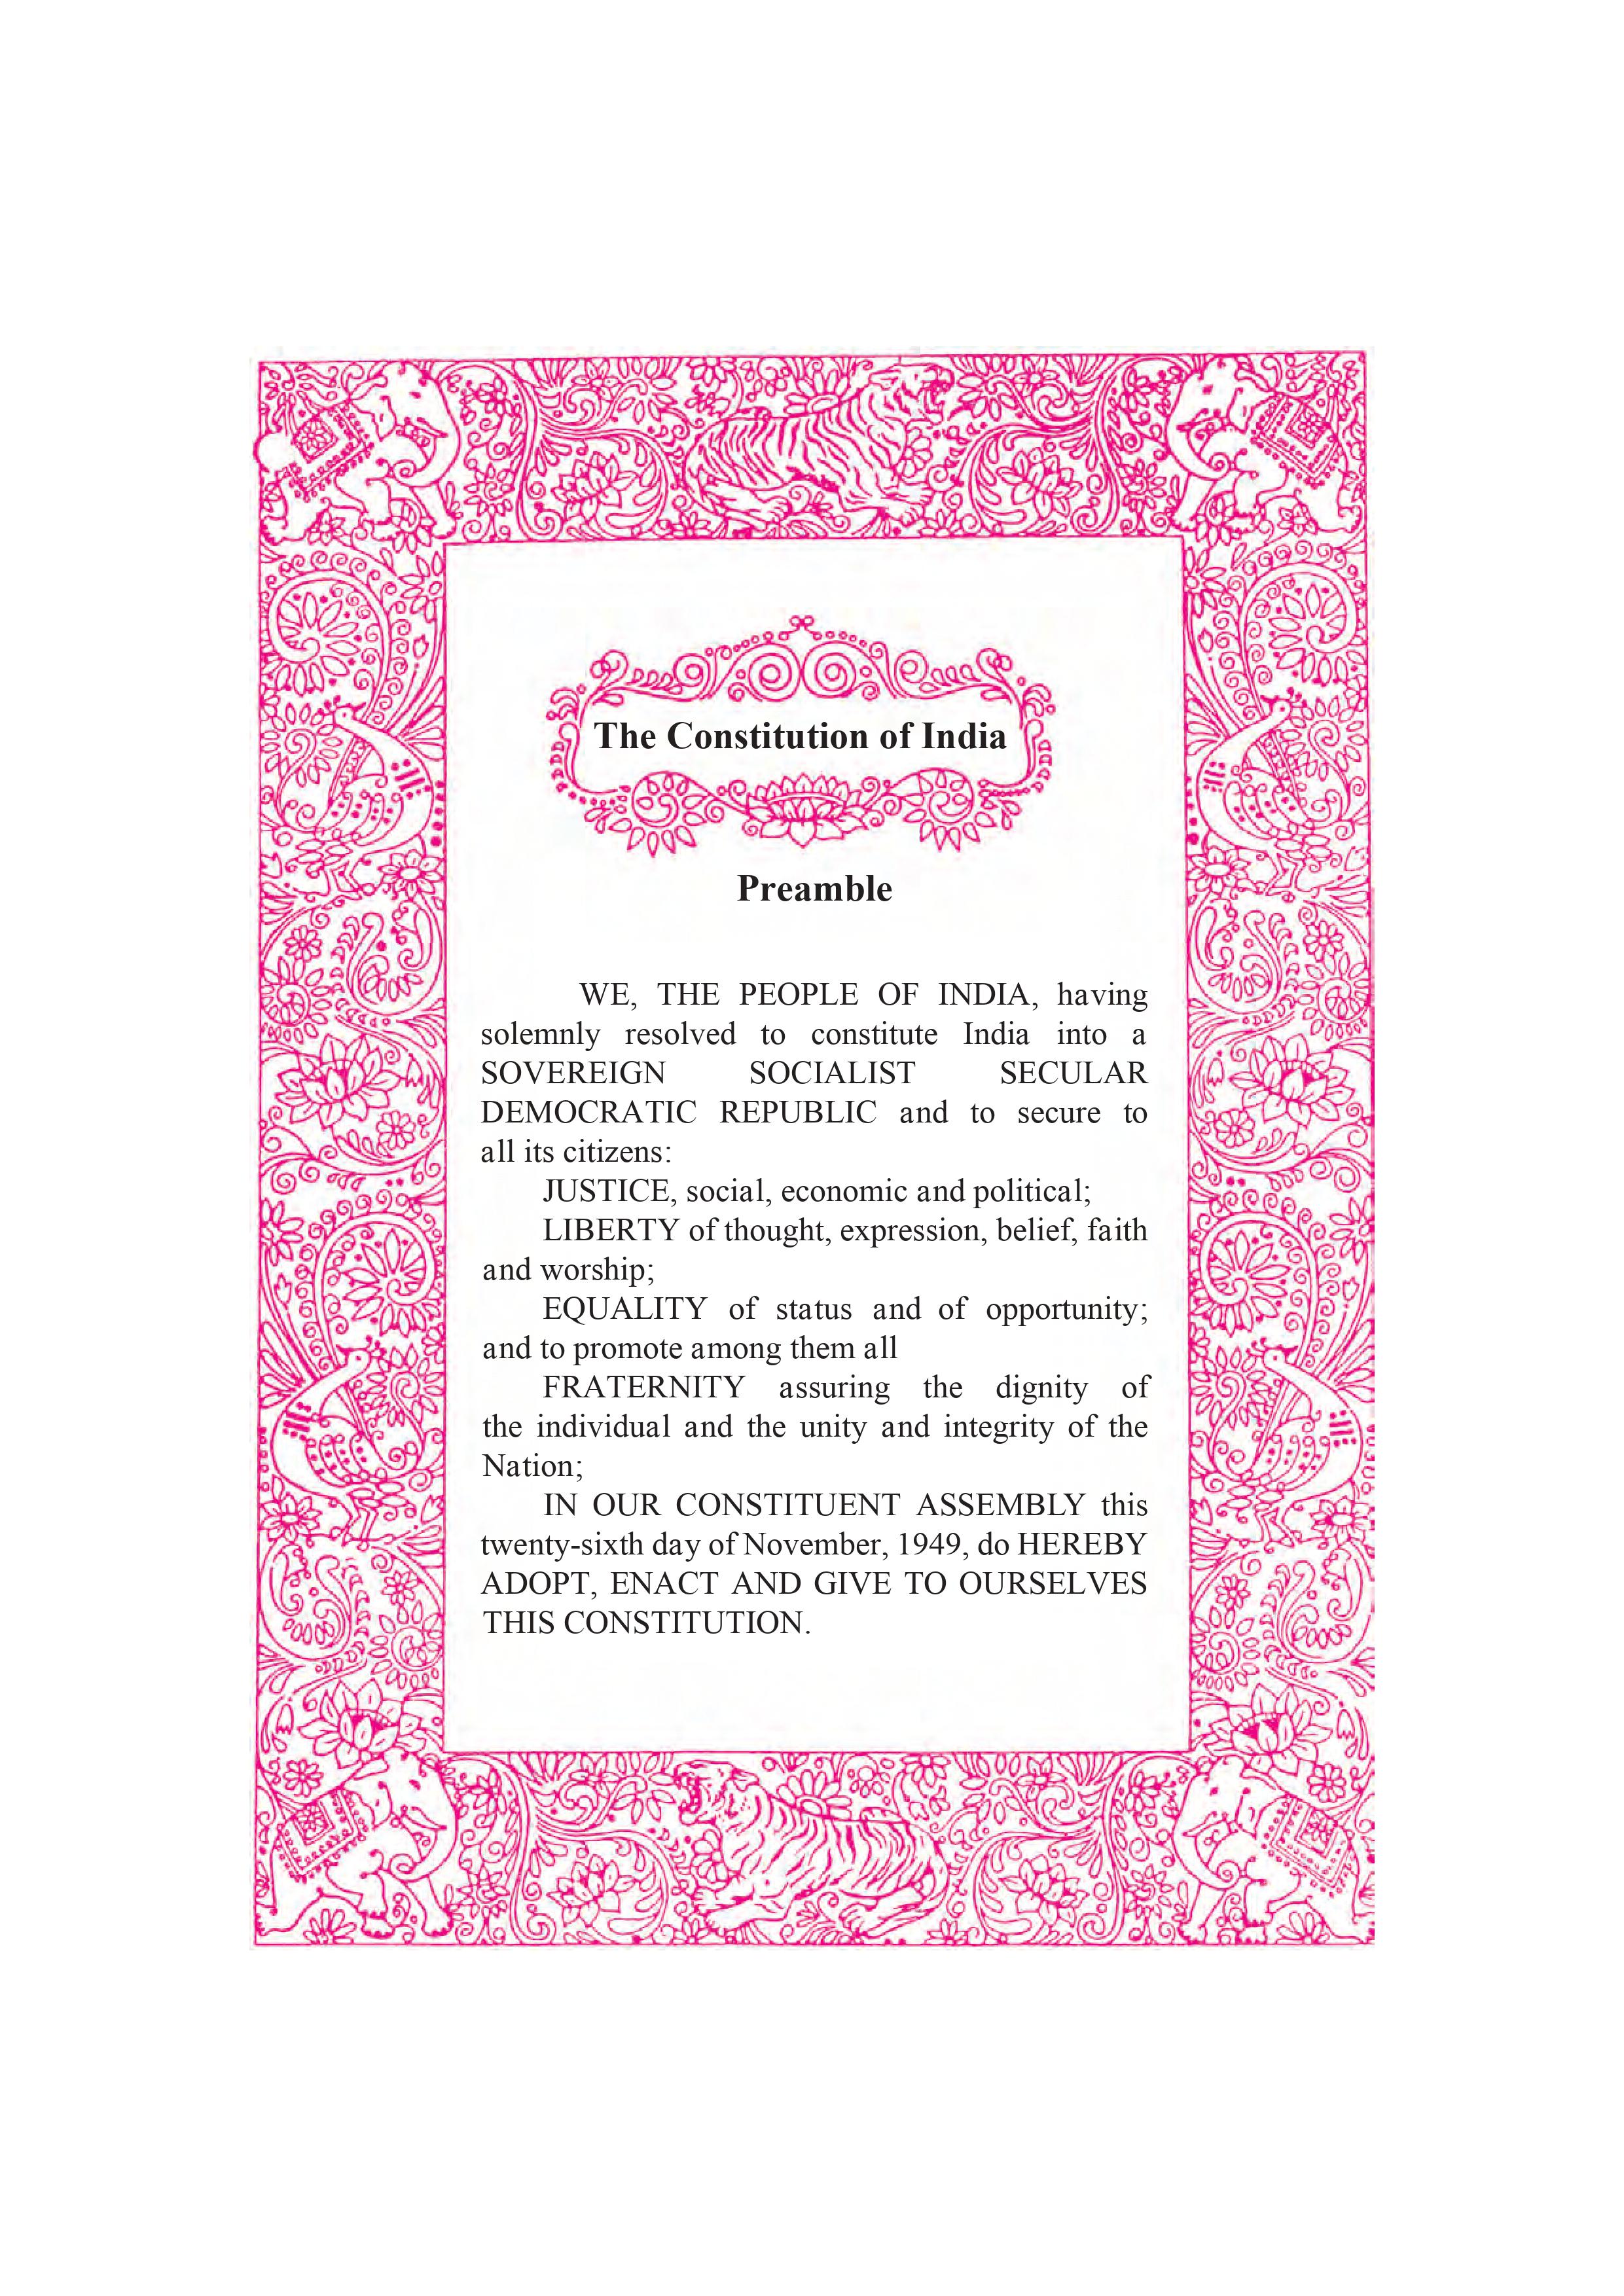 The Constitution of India
Preamble
WE, THE PEOPLE OF INDIA, having
solemnly resolved to constitute India into a
SOVEREIGN SOCIALIST SECULAR
DEMOCRATIC REPUBLIC and to secure to
all its citizens:
JUSTICE, social, economic and political;
LIBERTY of thought, expression, belief, faith
and worship;
EQUALITY of status and of opportunity;
and to promote among them all
FRATERNITY assuring the dignity of
the individual and the unity and integrity of the
Nation;
IN OUR CONSTITUENT ASSEMBLY this
twenty-sixth day of November, 1949, do HEREBY
ADOPT, ENACT AND GIVE TO OURSELVES
THIS CONSTITUTION.